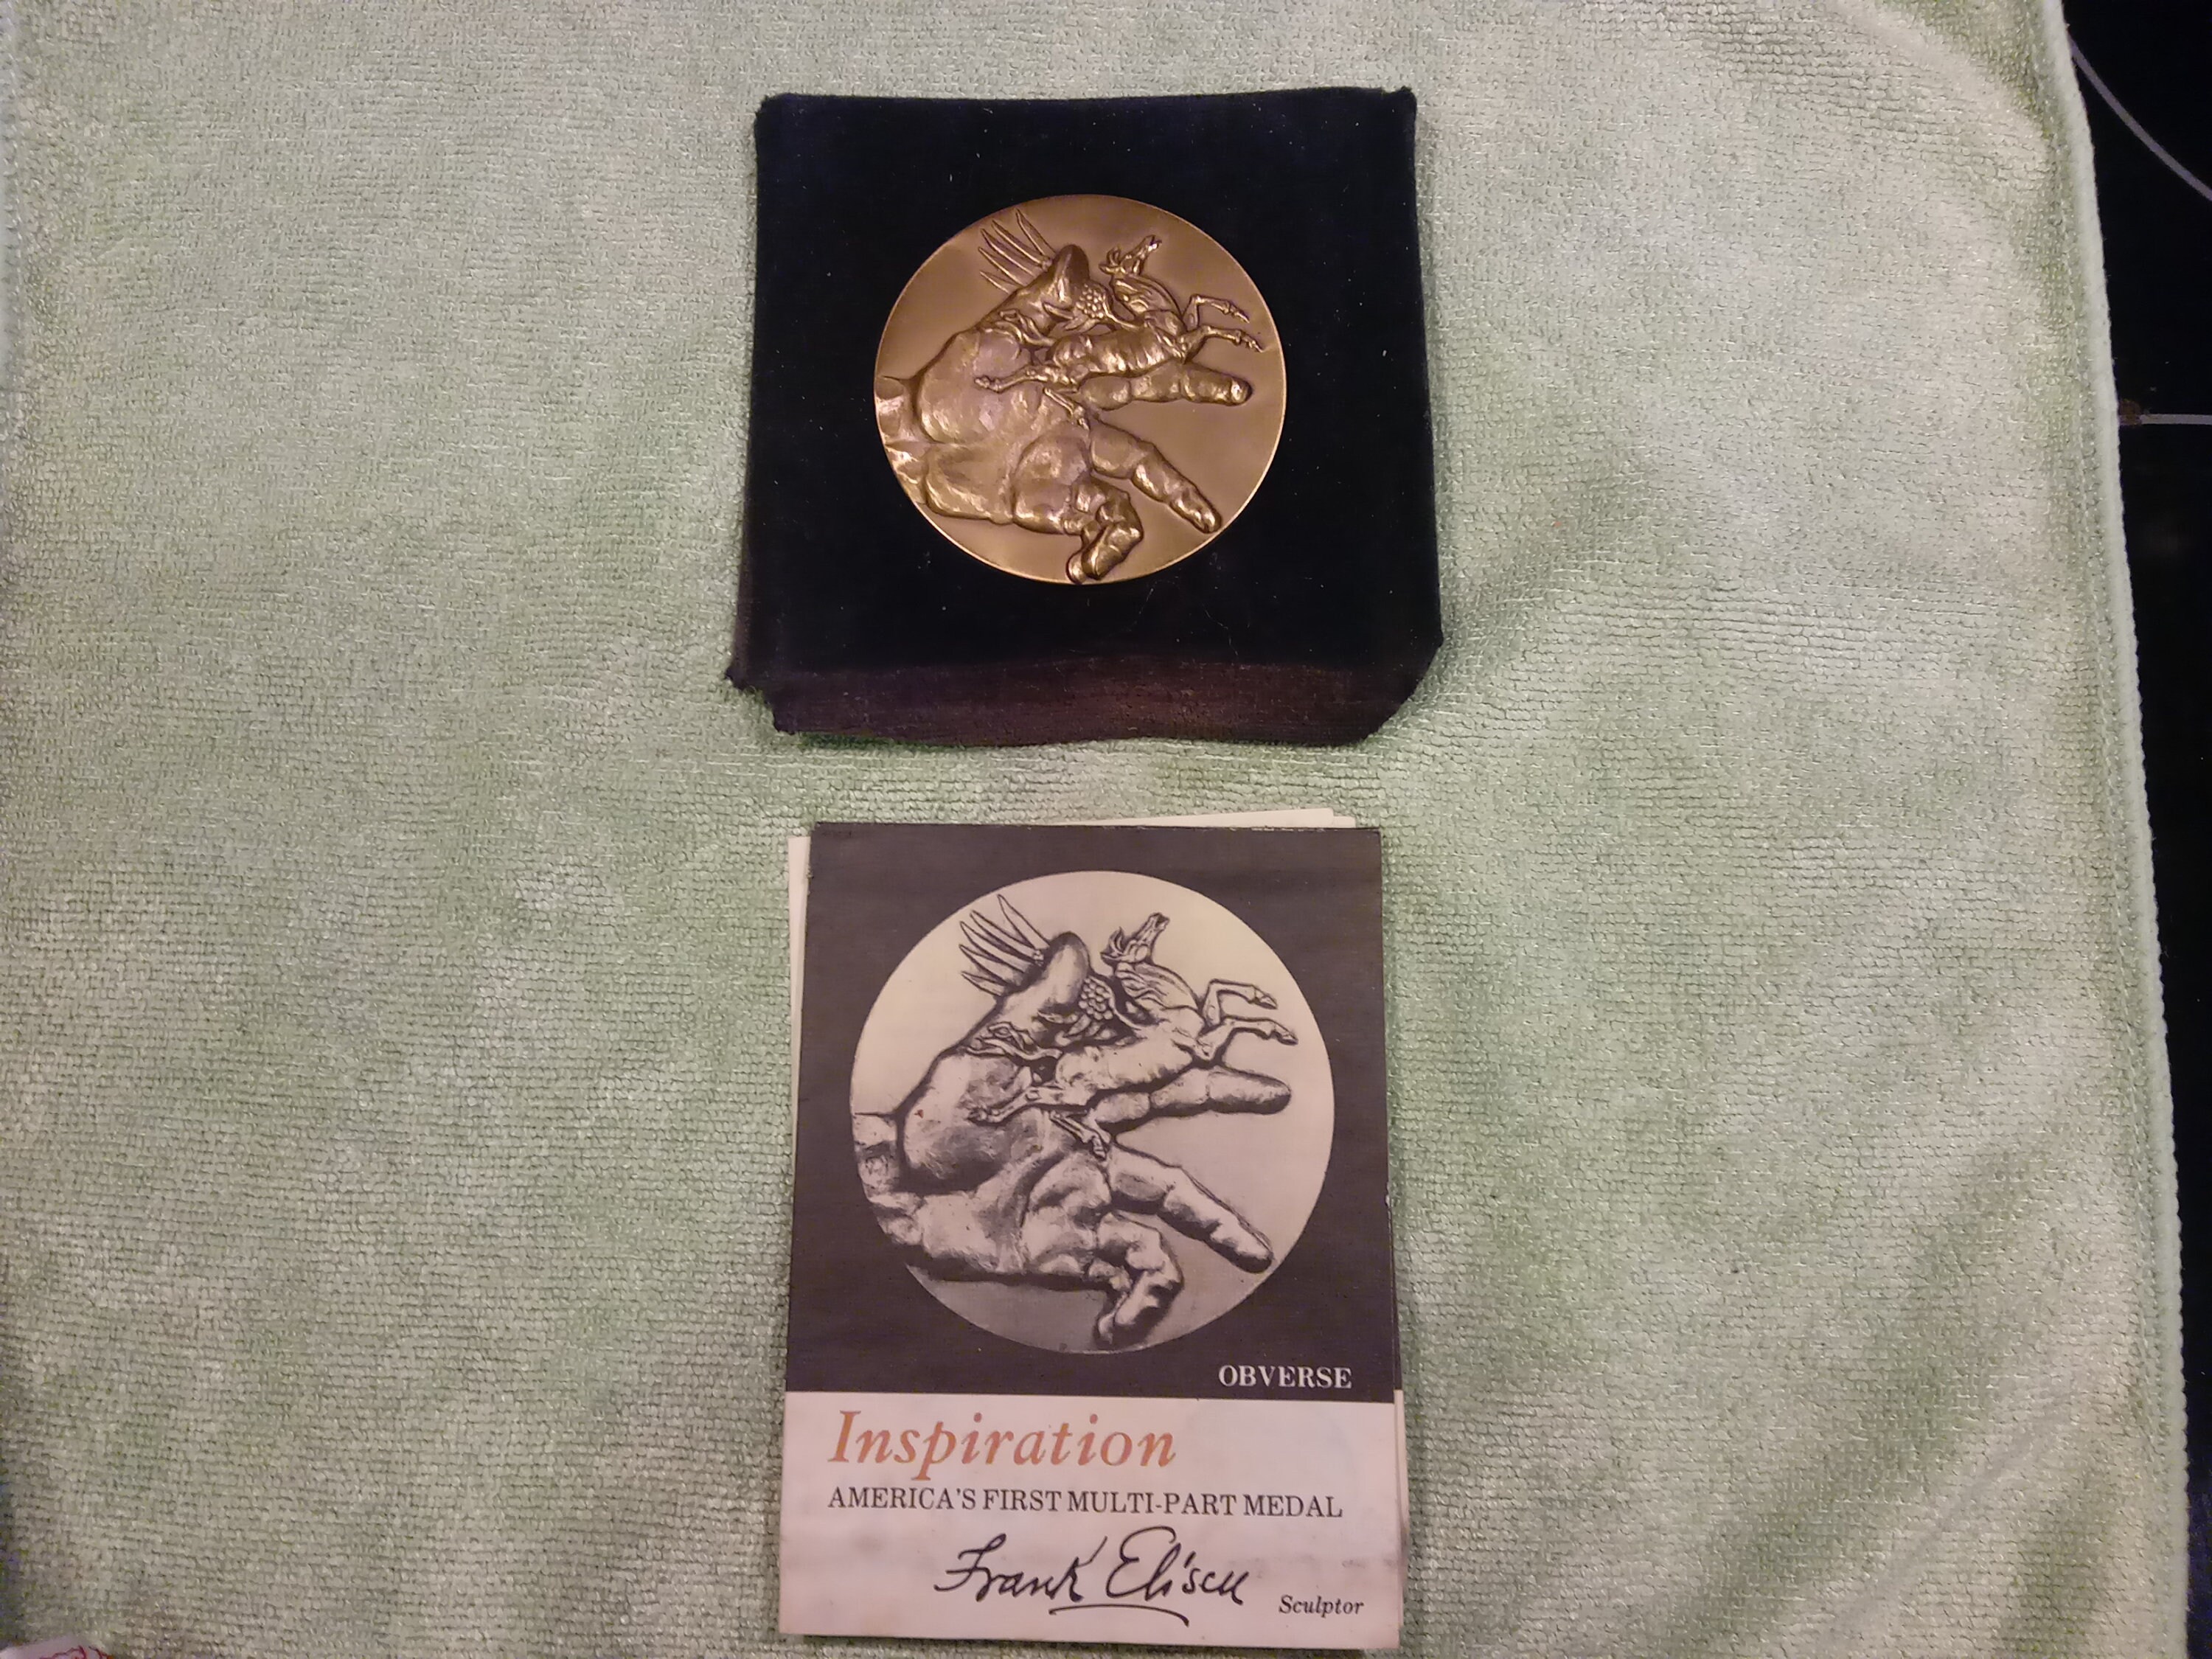 OBVERSE
Inspiration
AMERICA'S FIRST MULTI-PART MEDAL
Frank Eliscu
Sculptor